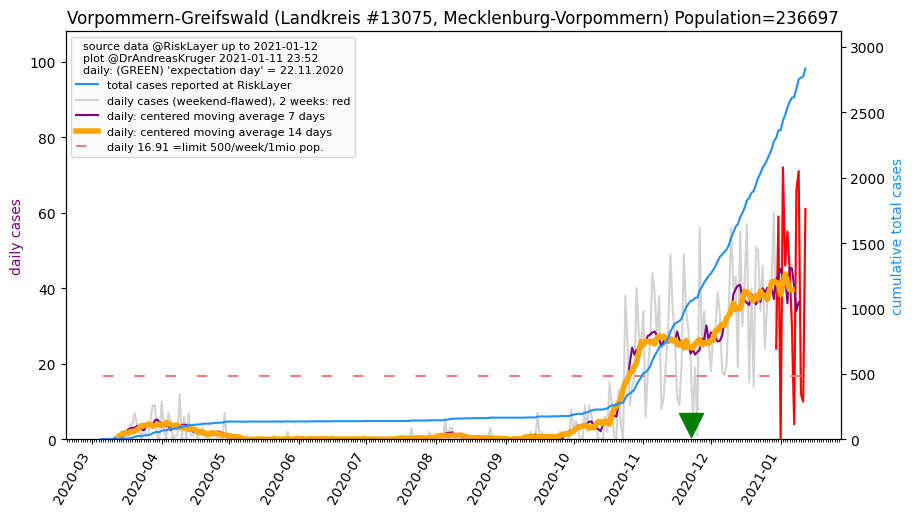 Vorpommern-Greifswald (Landkreis #13075, Mecklenburg-Vorpommern) Population=236697
source data @RiskLayer up to 2021-01-12
plot @DrAndreasKruger 2021-01-11 23:52
daily: (GREEN) 'expectation day' = 22.11.2020
total cases reported at RiskLayer
daily cases (weekend-flawed), 2 weeks: red
daily: centered moving average 7 days
daily: centered moving average 14 days
daily 16.91 =limit 500/week/1mio pop.
daily cases
100
80
60
40
20
0
3000
2500
2000
1500
1000
500
0
cumulative total cases
2020-03
2020-04
2020-05
2020-06
2020-07
2020-08
2020-09
2020-10
2020-11
2020-12
2021-01